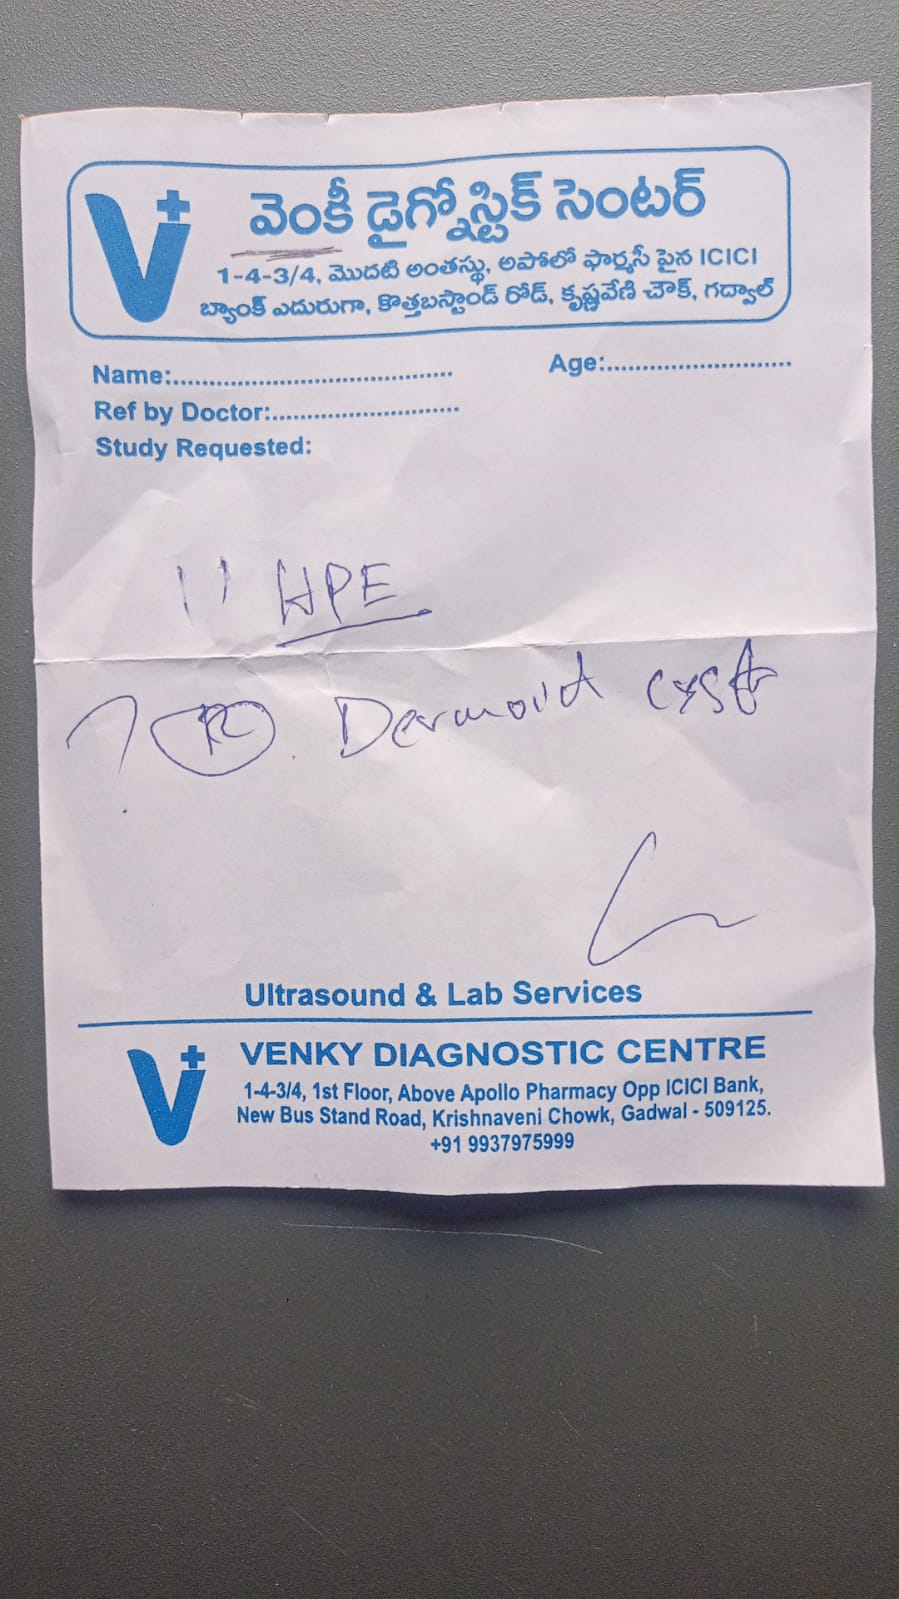 V+
వెంకీ డైగ్నోస్టిక్ సెంటర్
1-4-3/4, మొదటి అంతస్థు, అపోలో ఫార్మసీ పైన ICICI
బ్యాంక్ ఎదురుగా, కొత్తబస్టాండ్ రోడ్, కృష్ణవేణి చౌక్, గద్వాల్
Name:........................................ Age:...........................
Ref by Doctor:...........................
Study Requested:
HPE
? R . Dermoid cyst
Ultrasound & Lab Services
V+
VENKY DIAGNOSTIC CENTRE
1-4-3/4, 1st Floor, Above Apollo Pharmacy Opp ICICI Bank,
New Bus Stand Road, Krishnaveni Chowk, Gadwal - 509125.
+91 9937975999